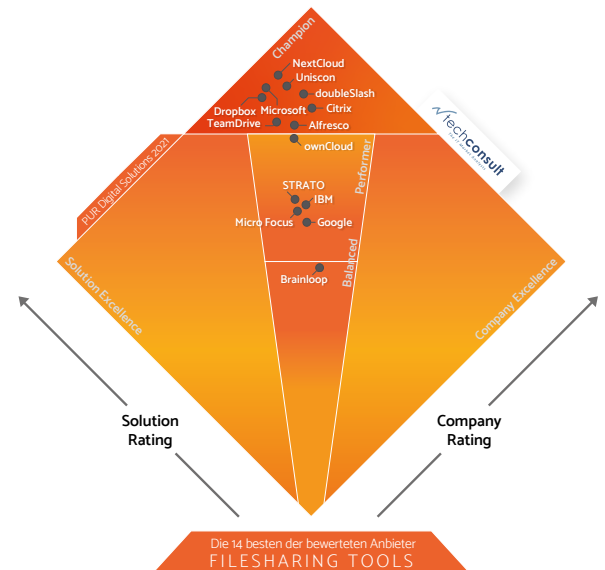 Champion
NextCloud
Uniscon
doubleSlash
Dropbox Microsoft Citrix
TeamDrive Alfresco
ownCloud
PUR Digital Solutions 2021
techconsult
Performer
STRATO
IBM
Micro Focus Google
Balanced
Brainloop
Solution Excellence
Company Excellence
Solution
Rating
Company
Rating
Die 14 besten der bewerteten Anbieter
FILESHARING TOOLS